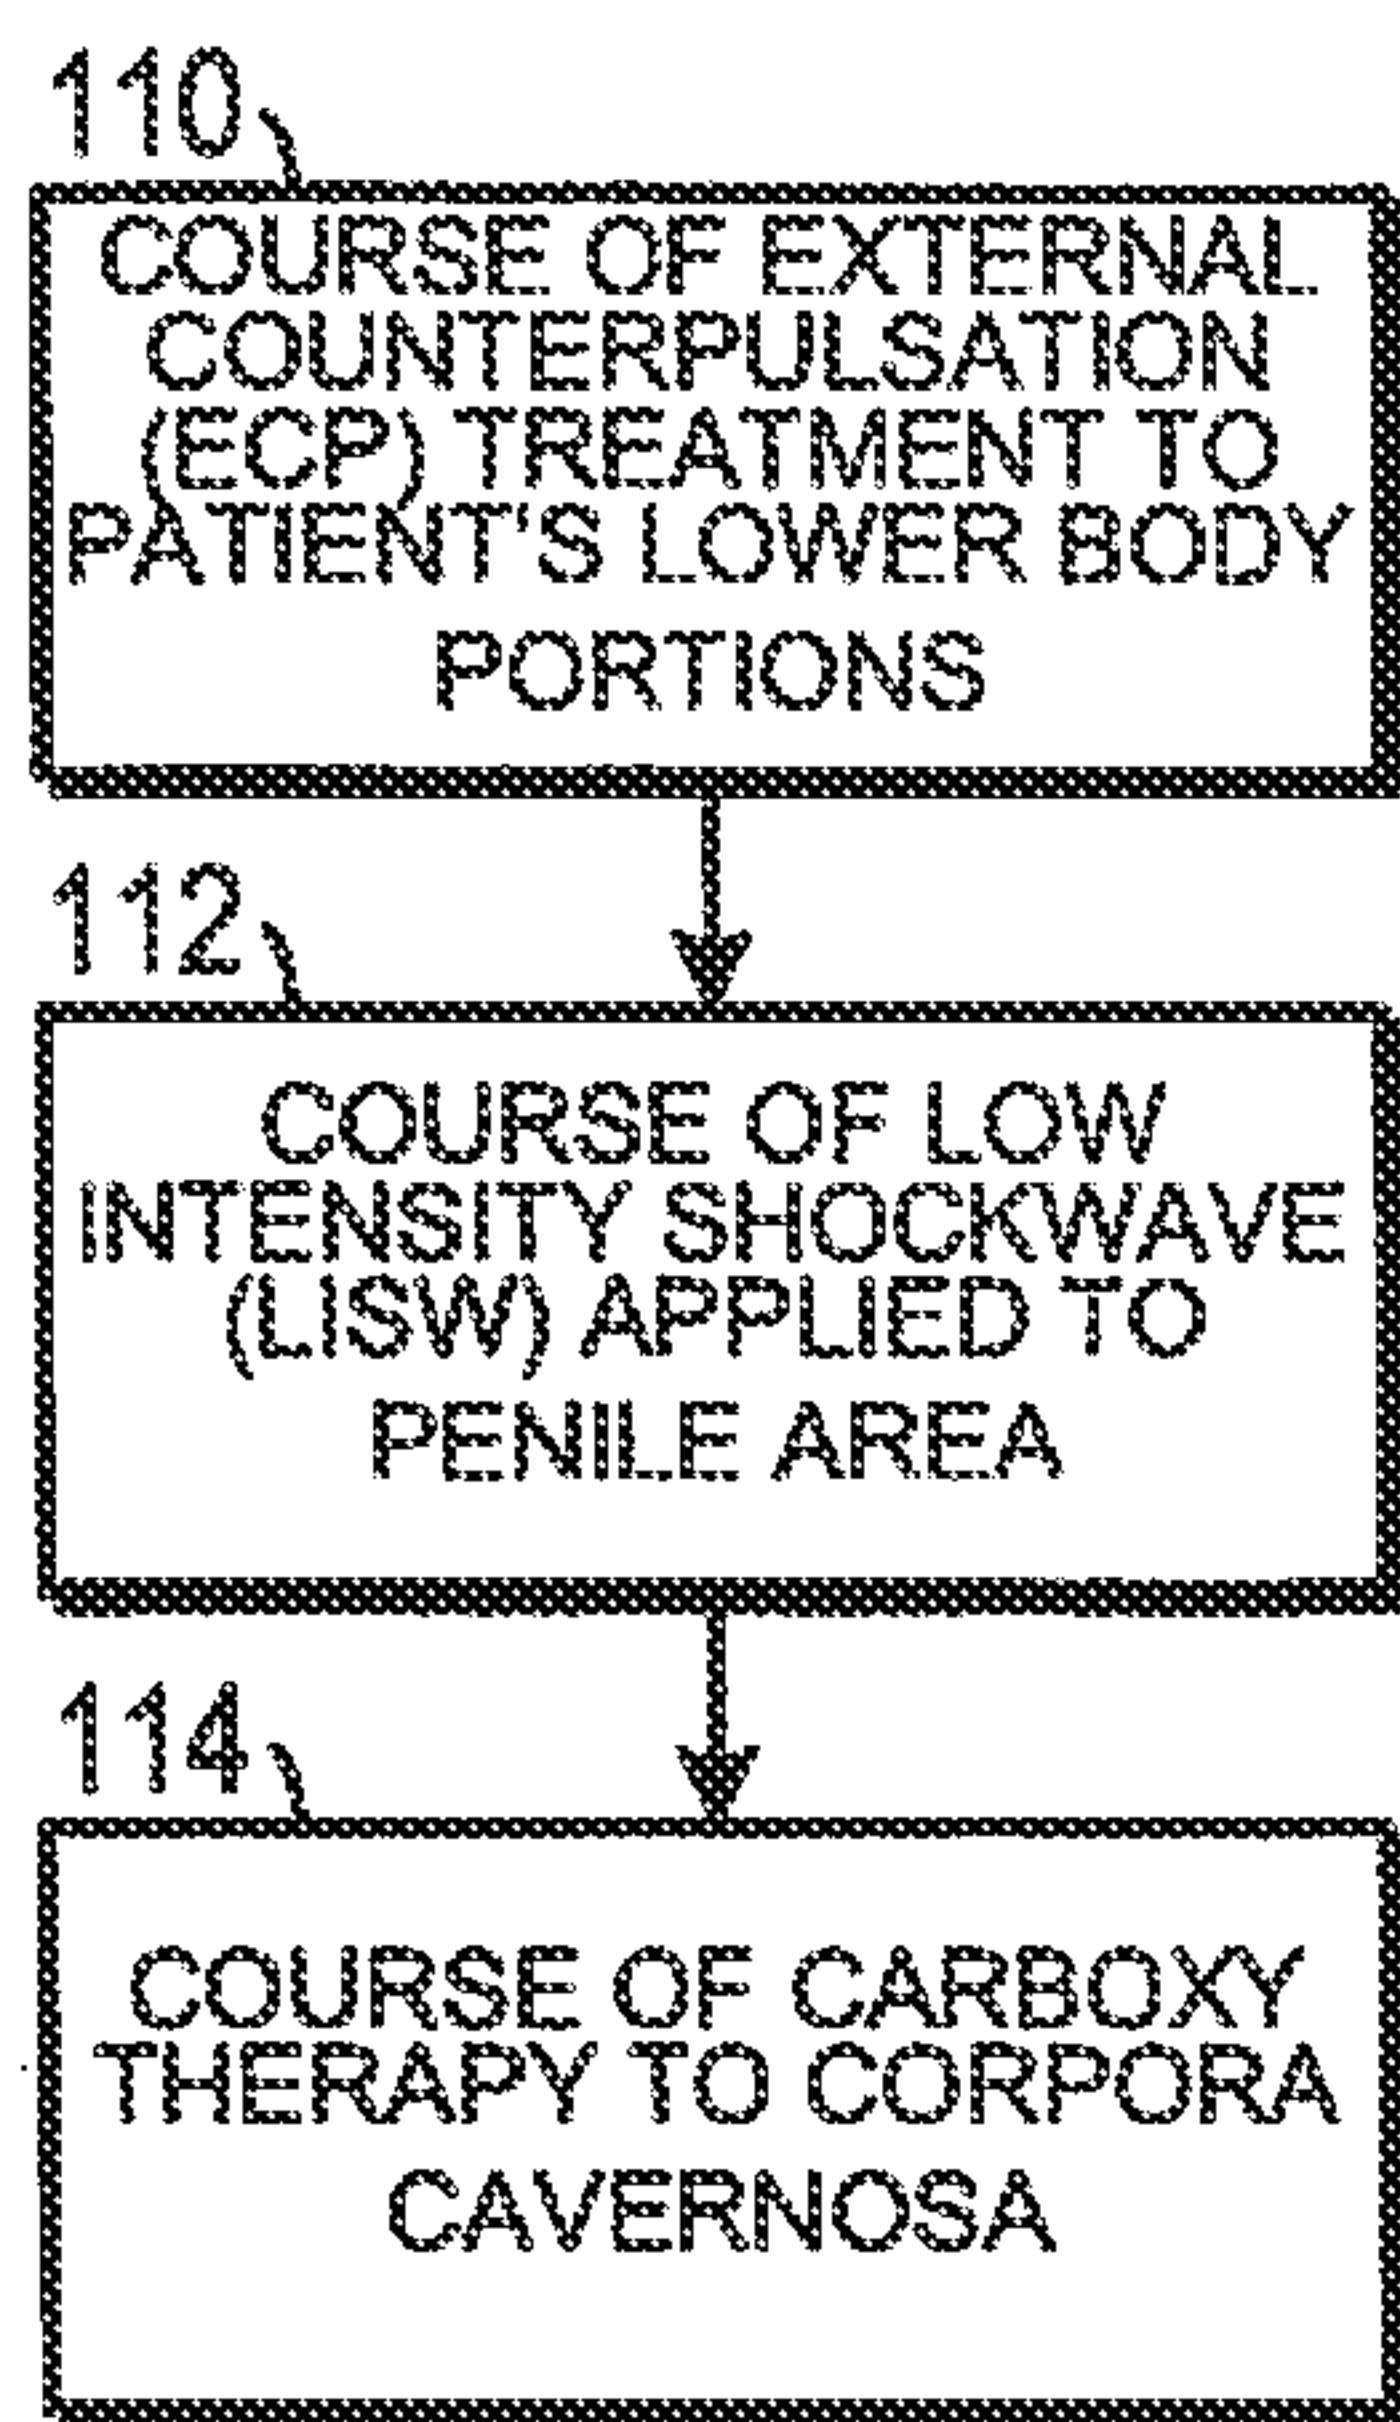 110
COURSE OF EXTERNAL
COUNTERPULSATION
(ECP) TREATMENT TO
PATIENT'S LOWER BODY
PORTIONS
112
COURSE OF LOW
INTENSITY SHOCKWAVE
(LISW) APPLIED TO
PENILE AREA
114
COURSE OF CARBOXY
THERAPY TO CORPORA
CAVERNOSA